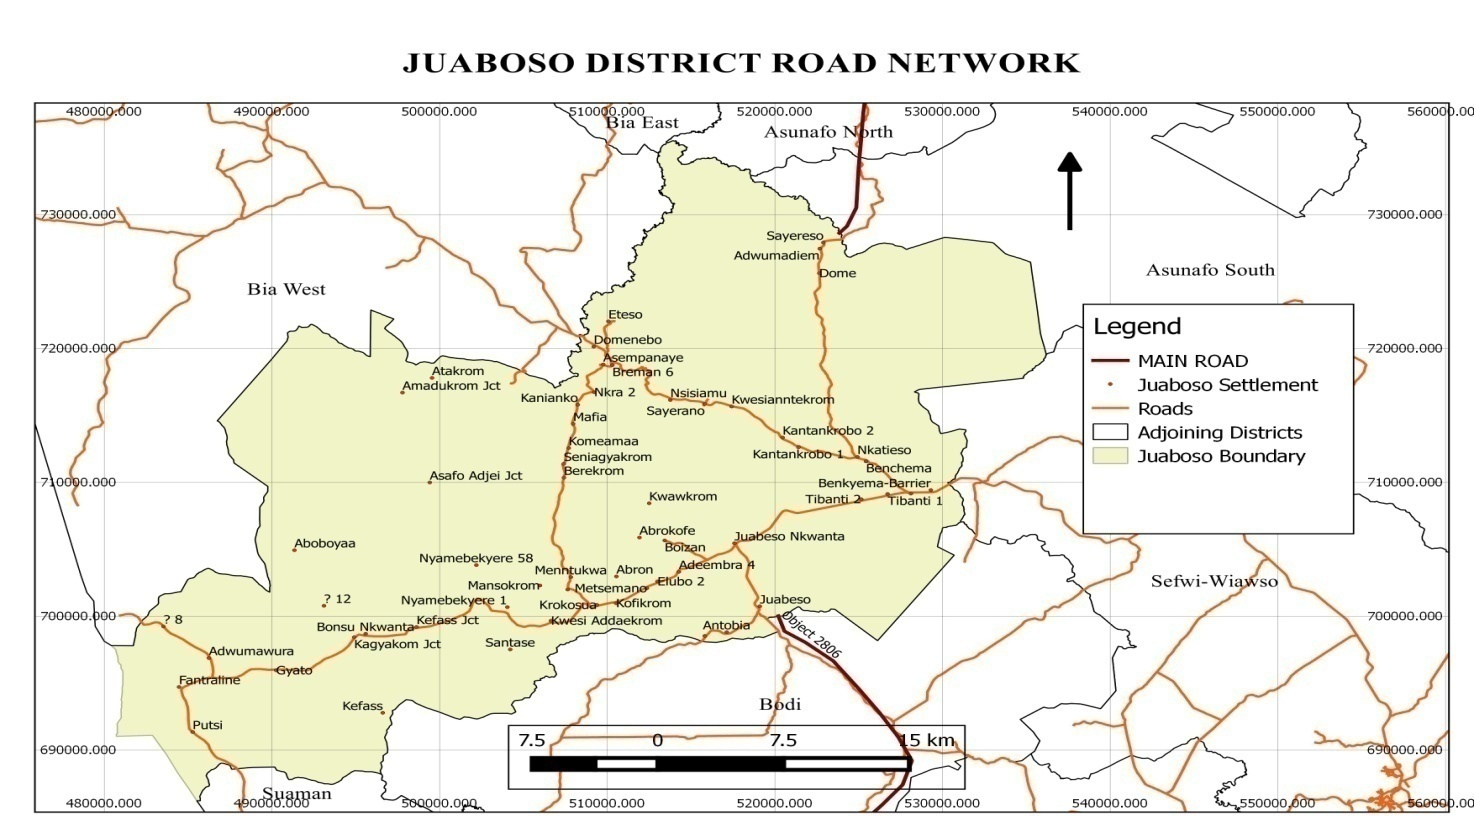 JUABOSO DISTRICT ROAD NETWORK
480000.000 490000.000 500000.000 510000.000 520000.000 530000.000 540000.000 550000.000 560000.0
Bia East
Asunafo North
730000.000 730000.000
Sayereso
Adwumadiem
Dome
Asunafo South
Bia West
Eteso
Domenebo
720000.000 720000.000
Asempanaye
Breman 6
Atakrom
Amadukrom Jct
Kanianko
Nkra 2
Nsisiamu
Sayerano
Kwesianntekrom
Mafia
Kantankrobo 2
Komeamaa
Kantankrobo 1
Nkatieso
Seniagyakrom
Benchema
Berekrom
Asafo Adjei Jct
710000.000 710000.000
Benkyema-Barrier
Kwawkrom
Tibanti 2
Tibanti 1
Abrokofe
Juabeso Nkwanta
Aboboyaa
Boizan
Nyamebekyere 58
Adeembra 4
Menntukwa
Abron
Elubo 2
Mansokrom
Metsemano
Sefwi-Wiawso
? 12
Nyamebekyere 1
Krokosua
Kofikrom
Juabeso
700000.000 700000.000
? 8
Bonsu Nkwanta
Kefass Jct
Kwesi Addaekrom
Antobia
Object 2806
Kagyakom Jct
Santase
Adwumawura
Gyato
Fantraline
Kefass
Bodi
Putsi
690000.000 690000.000
7.5 0 7.5 15 km
Suaman
480000.000 490000.000 500000.000 510000.000 520000.000 530000.000 540000.000 550000.000 560000.0
Legend
MAIN ROAD
Juaboso Settlement
Roads
Adjoining Districts
Juaboso Boundary